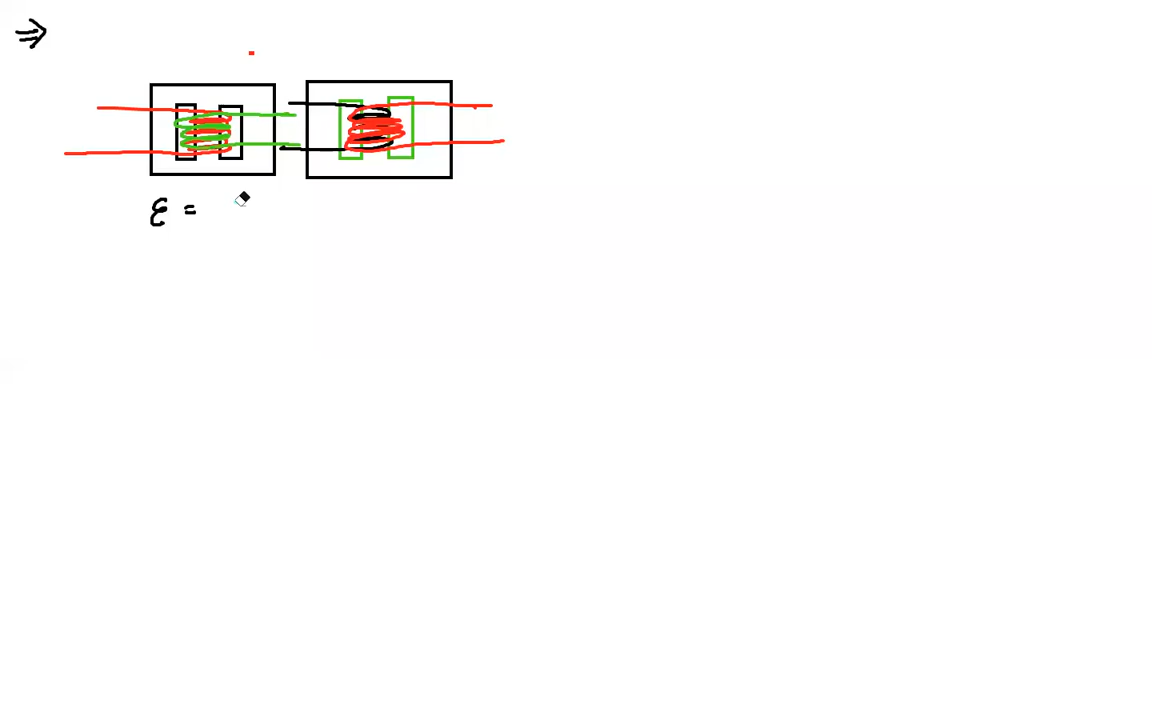 ⇒
ε =